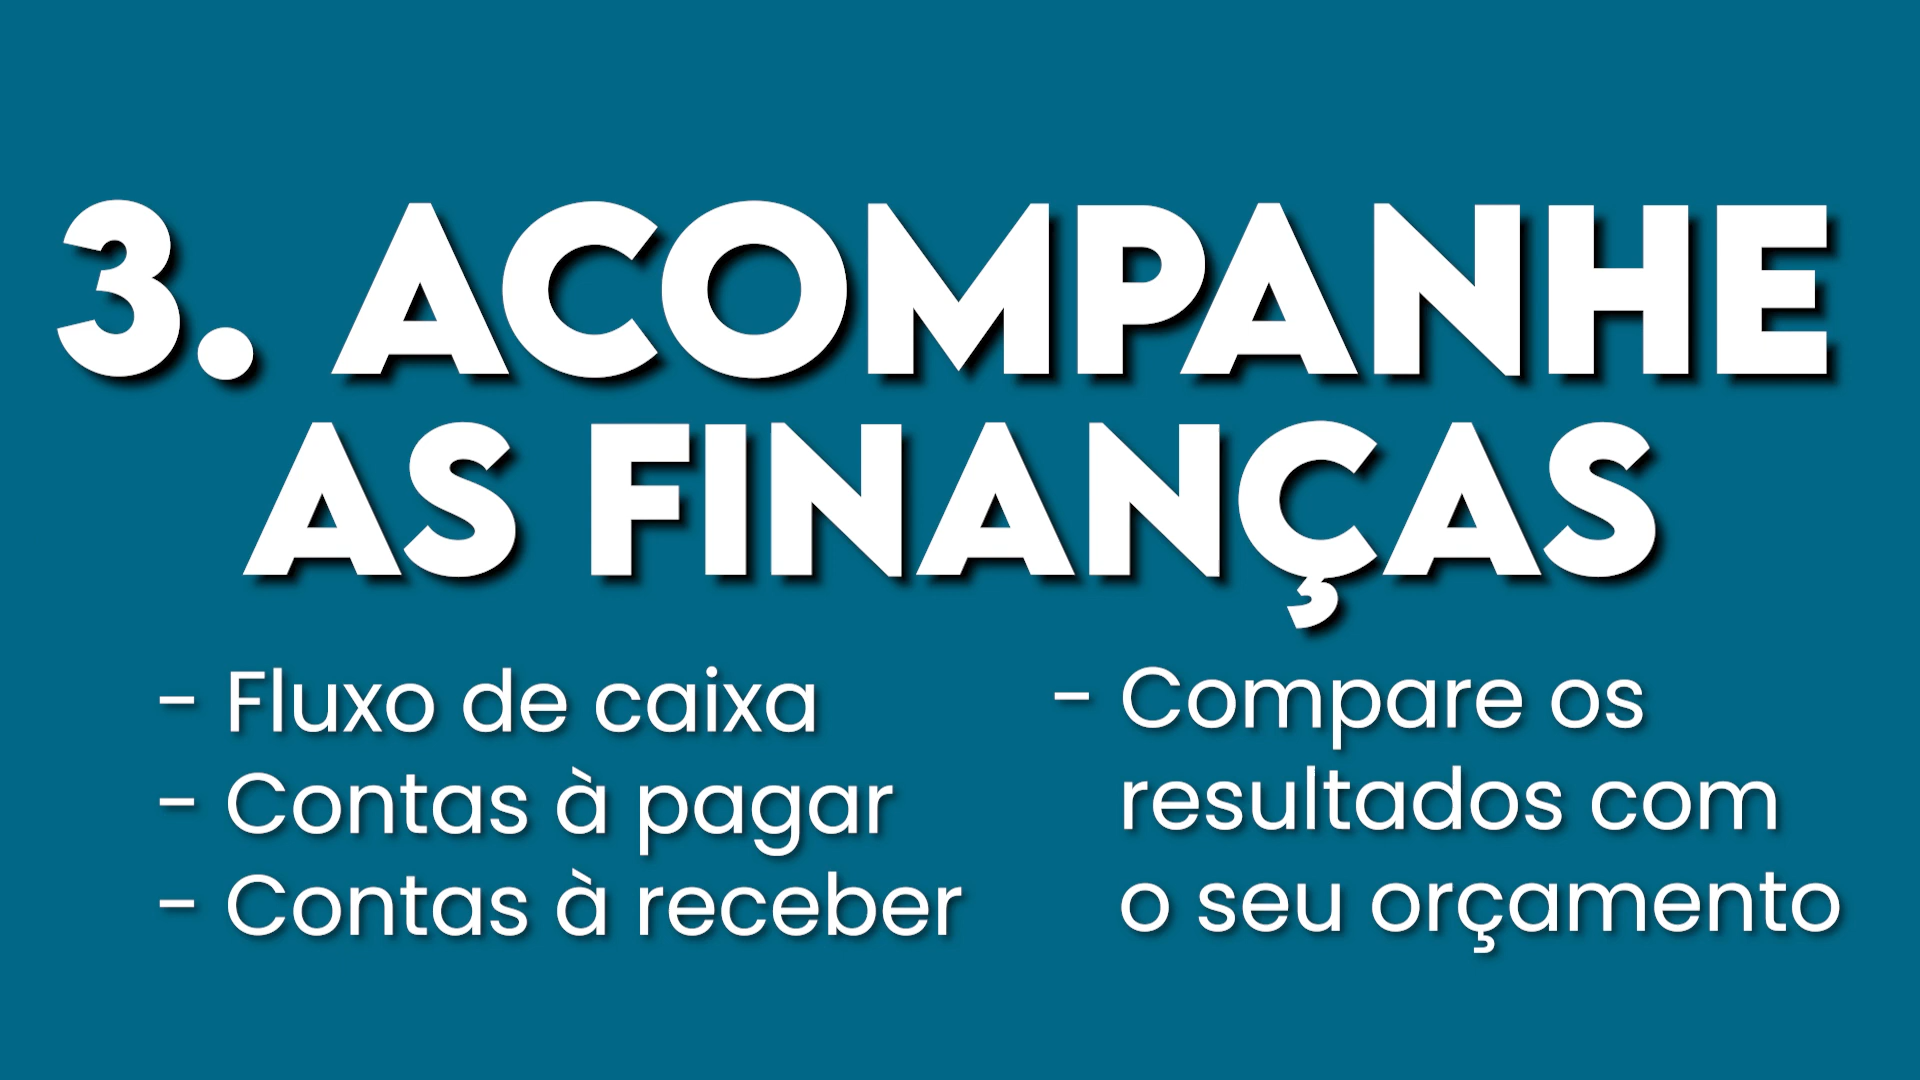 3. ACOMPANHE
AS FINANÇAS
- Fluxo de caixa
- Contas à pagar
- Contas à receber
- Compare os
resultados com
o seu orçamento